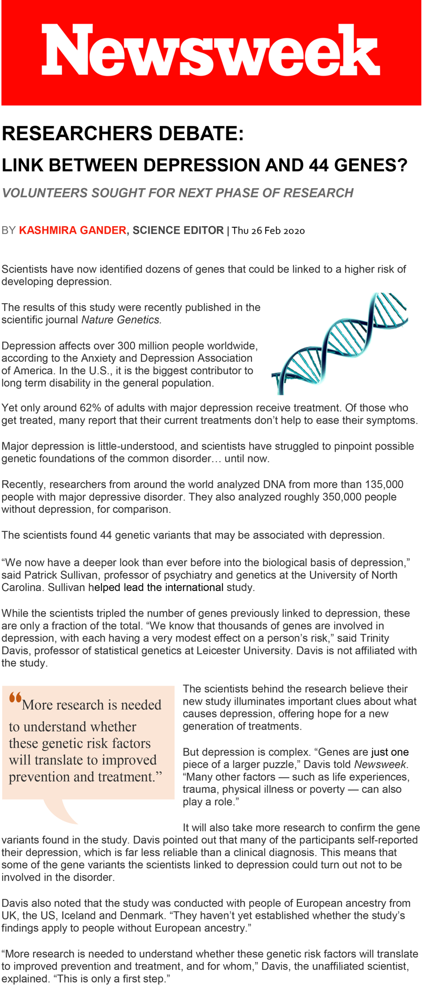 Newsweek
RESEARCHERS DEBATE:
LINK BETWEEN DEPRESSION AND 44 GENES?
VOLUNTEERS SOUGHT FOR NEXT PHASE OF RESEARCH
BY KASHMIRA GANDER, SCIENCE EDITOR | Thu 26 Feb 2020
Scientists have now identified dozens of genes that could be linked to a higher risk of
developing depression.
The results of this study were recently published in the
scientific journal Nature Genetics.
Depression affects over 300 million people worldwide,
according to the Anxiety and Depression Association
of America. In the U.S., it is the biggest contributor to
long term disability in the general population.
Yet only around 62% of adults with major depression receive treatment. Of those who
get treated, many report that their current treatments don’t help to ease their symptoms.
Major depression is little-understood, and scientists have struggled to pinpoint possible
genetic foundations of the common disorder… until now.
Recently, researchers from around the world analyzed DNA from more than 135,000
people with major depressive disorder. They also analyzed roughly 350,000 people
without depression, for comparison.
The scientists found 44 genetic variants that may be associated with depression.
“We now have a deeper look than ever before into the biological basis of depression,”
said Patrick Sullivan, professor of psychiatry and genetics at the University of North
Carolina. Sullivan helped lead the international study.
While the scientists tripled the number of genes previously linked to depression, these
are only a fraction of the total. “We know that thousands of genes are involved in
depression, with each having a very modest effect on a person’s risk,” said Trinity
Davis, professor of statistical genetics at Leicester University. Davis is not affiliated with
the study.
“More research is needed
to understand whether
these genetic risk factors
will translate to improved
prevention and treatment.”
The scientists behind the research believe their
new study illuminates important clues about what
causes depression, offering hope for a new
generation of treatments.
But depression is complex. “Genes are just one
piece of a larger puzzle,” Davis told Newsweek.
“Many other factors — such as life experiences,
trauma, physical illness or poverty — can also
play a role.”
It will also take more research to confirm the gene
variants found in the study. Davis pointed out that many of the participants self-reported
their depression, which is far less reliable than a clinical diagnosis. This means that
some of the gene variants the scientists linked to depression could turn out not to be
involved in the disorder.
Davis also noted that the study was conducted with people of European ancestry from
UK, the US, Iceland and Denmark. “They haven’t yet established whether the study’s
findings apply to people without European ancestry.”
“More research is needed to understand whether these genetic risk factors will translate
to improved prevention and treatment, and for whom,” Davis, the unaffiliated scientist,
explained. “This is only a first step.”